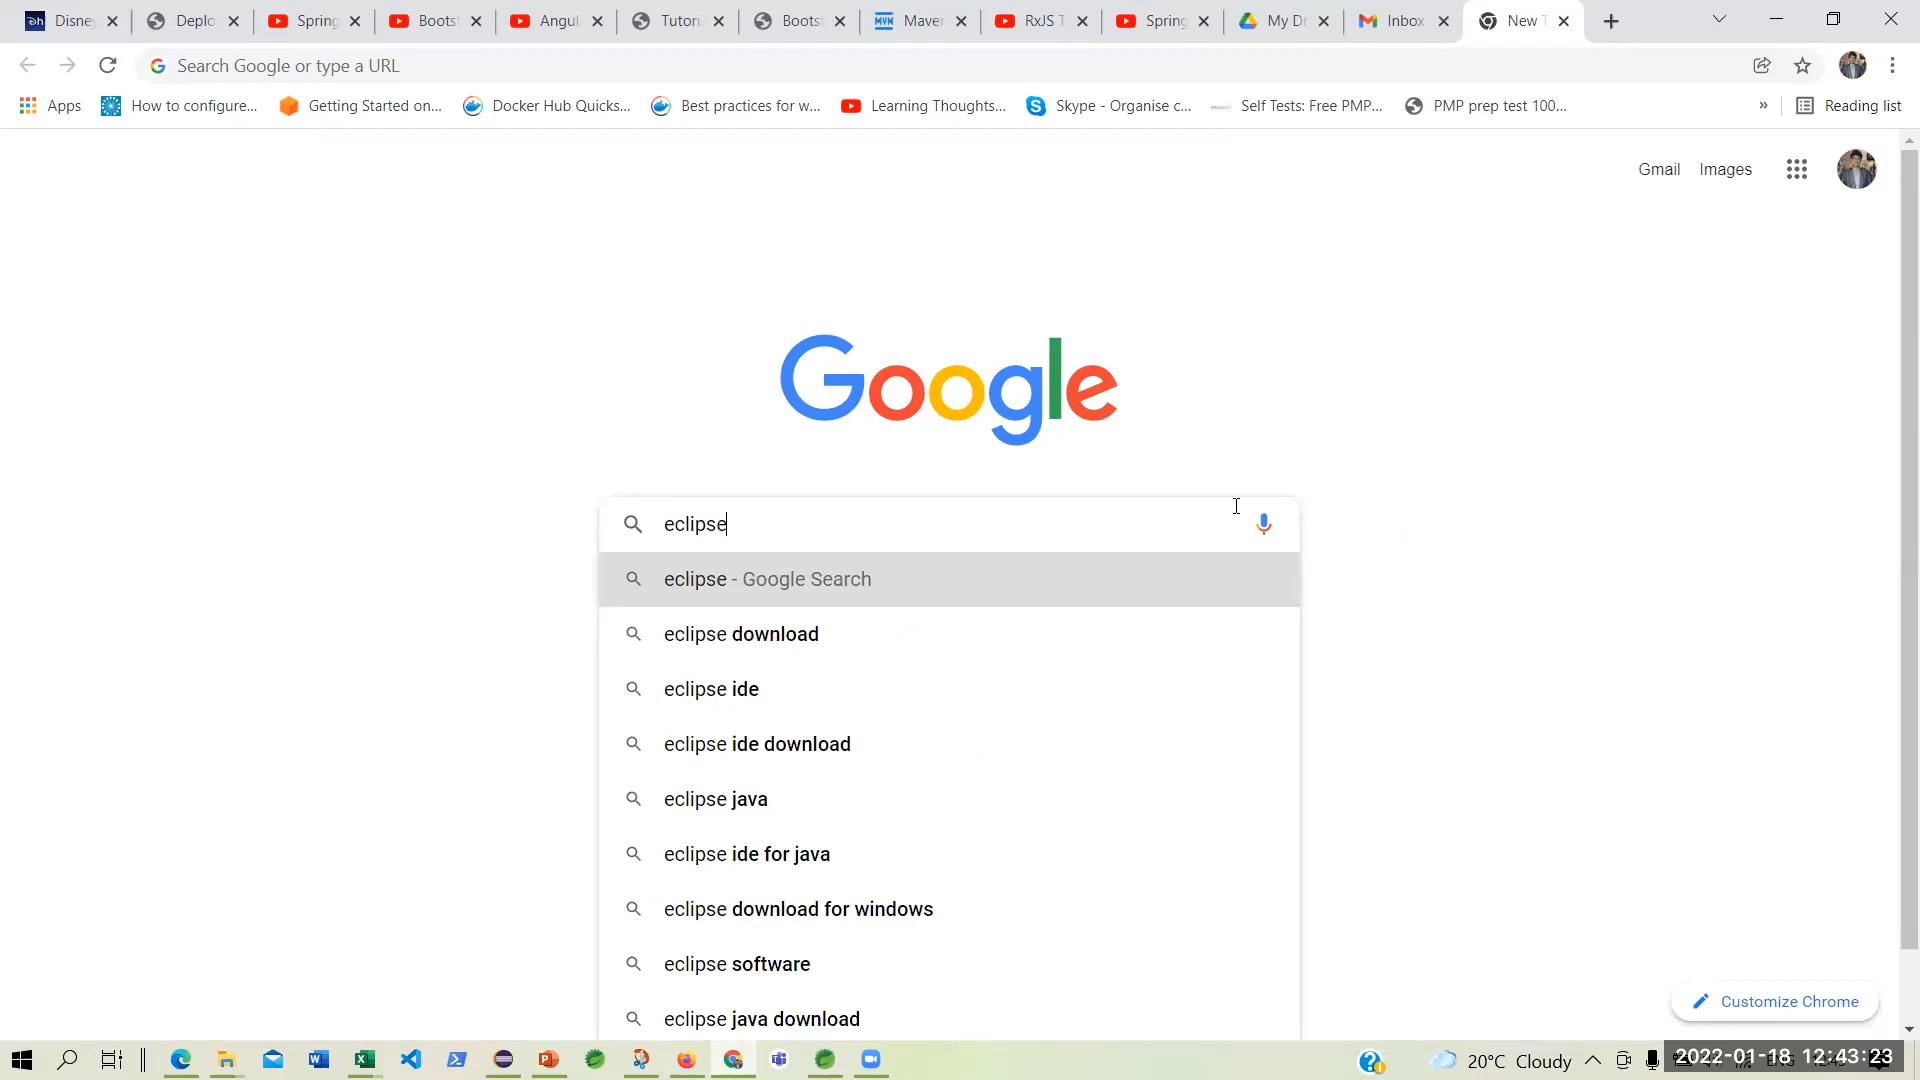 Disney
Deplo
Spring
Boots
Angul
Tutori
Boots
MVN Maver
RxJS T
Spring
My Dr
Inbox
New T
Search Google or type a URL
Apps
How to configure...
Getting Started on...
Docker Hub Quicks...
Best practices for w...
Learning Thoughts...
Skype - Organise c...
Self Tests: Free PMP...
PMP prep test 100...
»
Reading list
Gmail Images
Google
eclipse
eclipse - Google Search
eclipse download
eclipse ide
eclipse ide download
eclipse java
eclipse ide for java
eclipse download for windows
eclipse software
eclipse java download
Customize Chrome
20°C Cloudy
2022-01-18 12:43:23